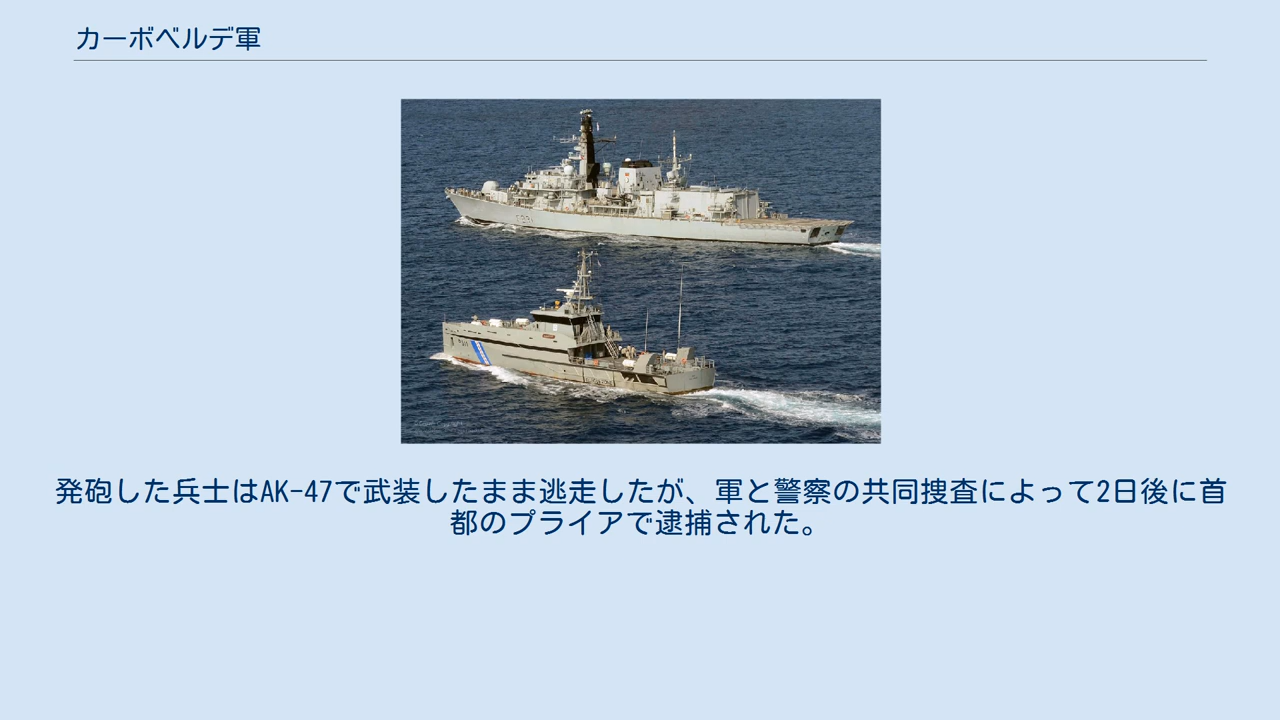 カーボベルデ軍
発砲した兵士はAK-47で武装したまま逃走したが、軍と警察の共同捜査によって2日後に首
都のプライアで逮捕された。